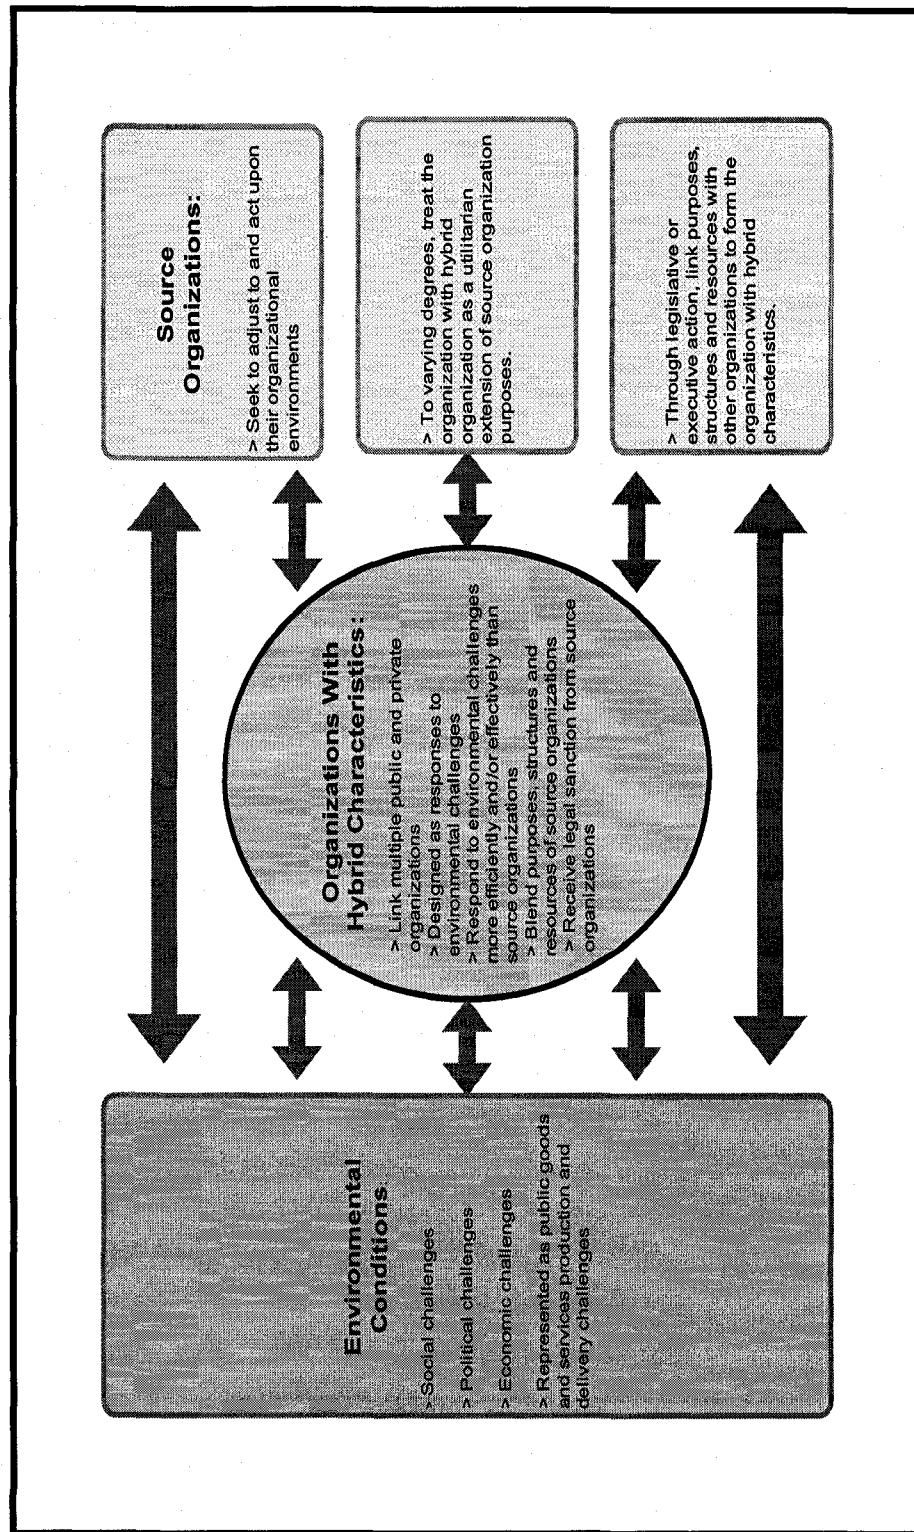 Environmental
Conditions:
> Social challenges
> Political challenges
> Economic challenges
> Represented as public goods
and services production and
delivery challenges
Organizations With
Hybrid Characteristics:
> Link multiple public and private
organizations
> Designed as responses to
environmental challenges
> Respond to environmental challenges
more efficiently and/or effectively than
source organizations
> Blend purposes, structures and
resources of source organizations
> Receive legal sanction from source
organizations
Source
Organizations:
> Seek to adjust to and act upon
their organizational
environments
> To varying degrees, treat the
organization with hybrid
organization as a utilitarian
extension of source organization
purposes.
> Through legislative or
executive action, link purposes,
structures and resources with
other organizations to form the
organization with hybrid
characteristics.